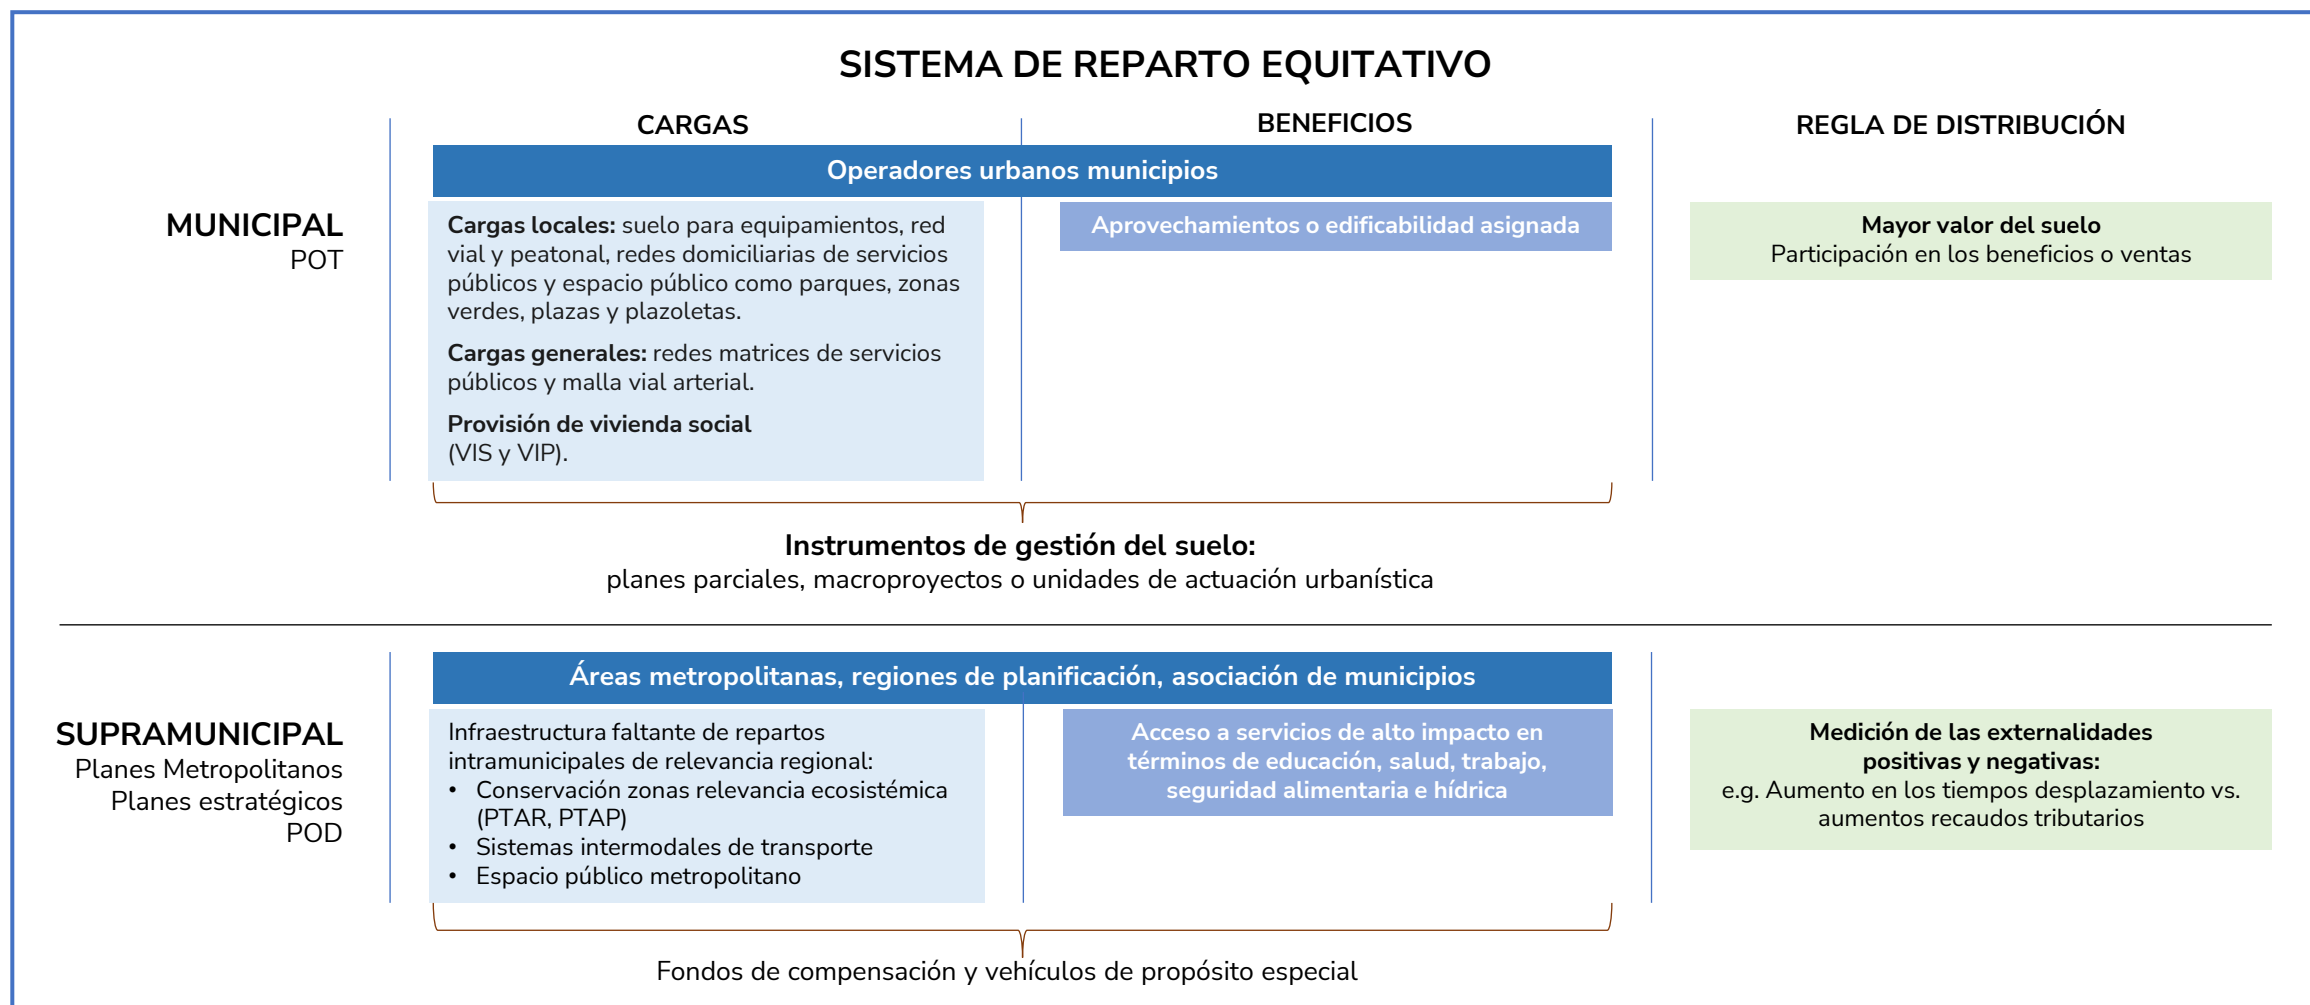 SISTEMA DE REPARTO EQUITATIVO
CARGAS
BENEFICIOS
REGLA DE DISTRIBUCIÓN
Operadores urbanos municipios
MUNICIPAL
POT
Cargas locales: suelo para equipamientos, red
vial y peatonal, redes domiciliarias de servicios
públicos y espacio público como parques, zonas
verdes, plazas y plazoletas.
Cargas generales: redes matrices de servicios
públicos y malla vial arterial.
Provisión de vivienda social
(VIS y VIP).
Aprovechamientos o edificabilidad asignada
Mayor valor del suelo
Participación en los beneficios o ventas
Instrumentos de gestión del suelo:
planes parciales, macroproyectos o unidades de actuación urbanística
Áreas metropolitanas, regiones de planificación, asociación de municipios
SUPRAMUNICIPAL
Planes Metropolitanos
Planes estratégicos
POD
Infraestructura faltante de repartos
intramunicipales de relevancia regional:
• Conservación zonas relevancia ecosistémica
(PTAR, PTAP)
• Sistemas intermodales de transporte
• Espacio público metropolitano
Acceso a servicios de alto impacto en
términos de educación, salud, trabajo,
seguridad alimentaria e hídrica
Medición de las externalidades
positivas y negativas:
e.g. Aumento en los tiempos desplazamiento vs.
aumentos recaudos tributarios
Fondos de compensación y vehículos de propósito especial